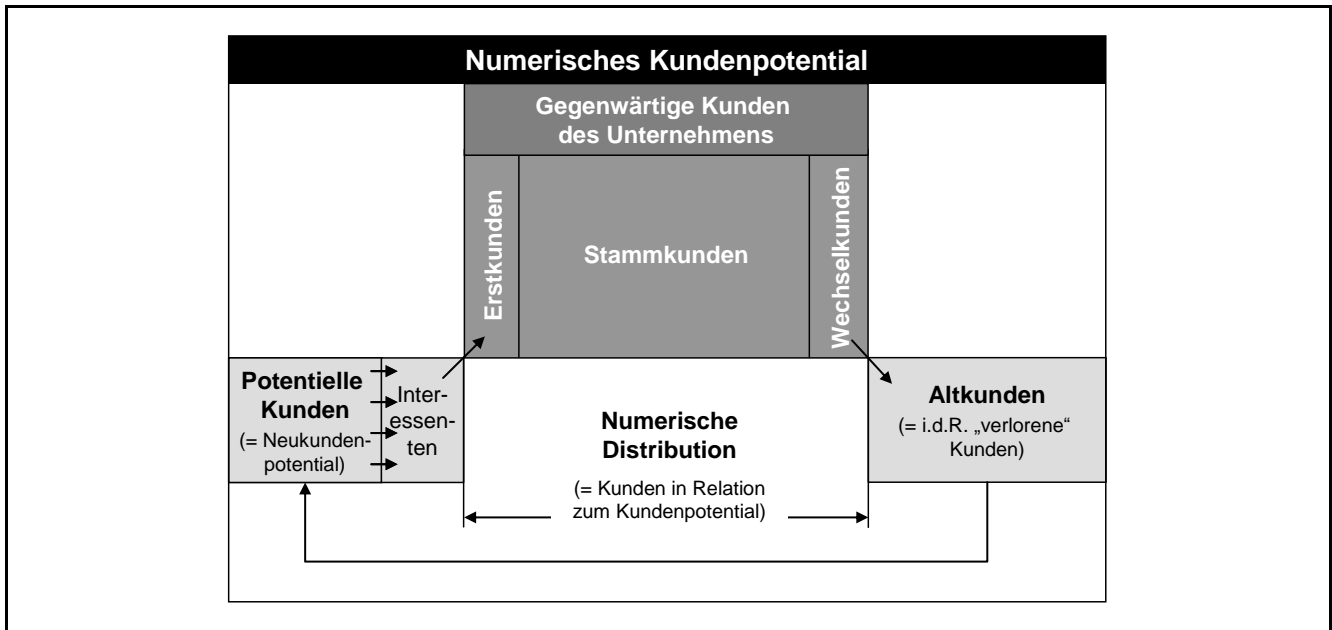 Numerisches Kundenpotential
Gegenwärtige Kunden
des Unternehmens
Erstkunden
Stammkunden
Wechselkunden
Potentielle
Kunden
(= Neukunden-
potential)
Inter-
essen-
ten
Numerische
Distribution
(= Kunden in Relation
zum Kundenpotential)
Altkunden
(= i.d.R. „verlorene“
Kunden)